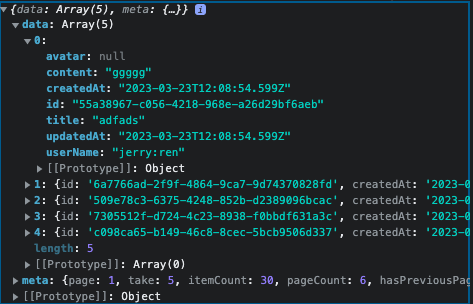 {data: Array(5), meta: {…}} i
data: Array(5)
0:
avatar: null
content: "ggggg"
createdAt: "2023-03-23T12:08:54.599Z"
id: "55a38967-c056-4218-968e-a26d29bf6aeb"
title: "adfads"
updatedAt: "2023-03-23T12:08:54.599Z"
userName: "jerry:ren"
[[Prototype]]: Object
1: {id: '6a7766ad-2f9f-4864-9ca7-9d74370828fd', createdAt: '2023-0
2: {id: '509e78c3-6375-4248-852b-d2389096bcac', createdAt: '2023-0
3: {id: '7305512f-d724-4c23-8938-f0bbdf631a3c', createdAt: '2023-0
4: {id: 'c098ca65-b149-46c8-8cec-5bcb9506d337', createdAt: '2023-0
length: 5
[[Prototype]]: Array(0)
meta: {page: 1, take: 5, itemCount: 30, pageCount: 6, hasPreviousPag
[[Prototype]]: Object